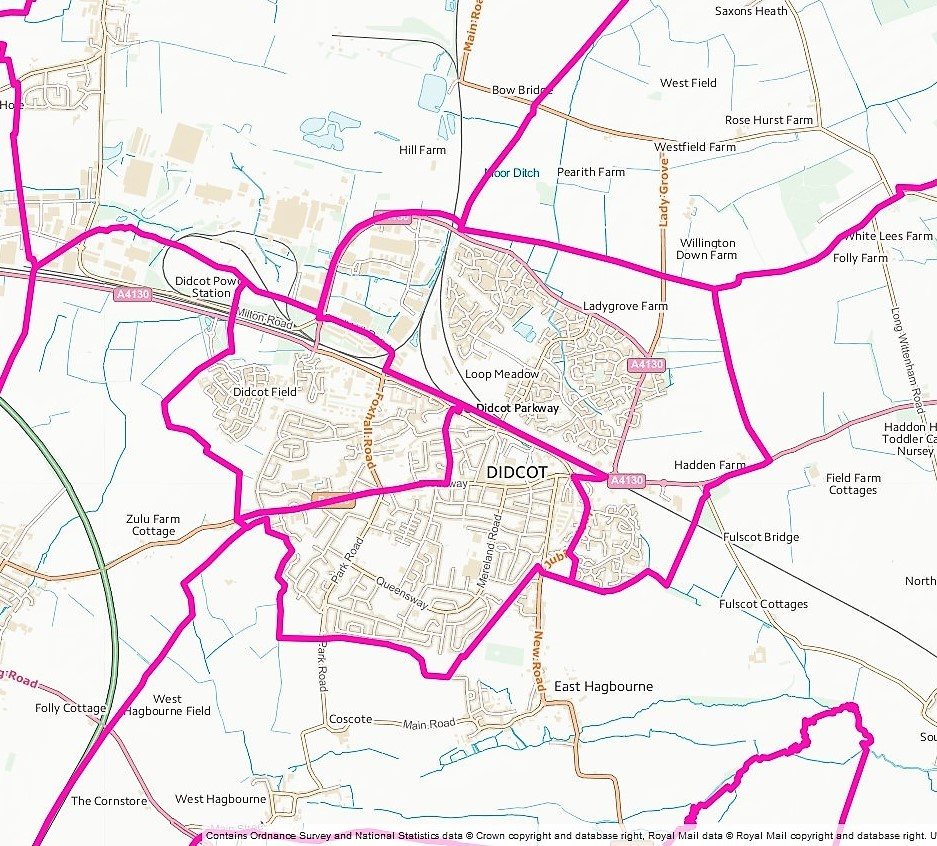 Saxons Heath
Main Roa
West Field
Bow Bridge
Rose Hurst Farm
Hill Farm
Westfield Farm
Moor Ditch
Pearith Farm
Lady Grove
White Lees Farm
Willington
Down Farm
Folly Farm
Didcot Power
Station
A4130
Ladygrove Farm
Milton Road
Long Wittenham Road
A4130
Loop Meadow
Didcot Field
Foxhall Road
Didcot Parkway
Hadden H
Toddler Ca
Nursey
DIDCOT
Hadden Farm
A4130
Field Farm
Cottages
Zulu Farm
Cottage
Mereland Road
Fulscot Bridge
Park Road
Jub
North
Queensway
Fulscot Cottages
New Road
Park Road
g Road
East Hagbourne
Folly Cottage
West
Hagbourne Field
Coscote
Main Road
Sou
The Cornstore
West Hagbourne
Contains Ordnance Survey and National Statistics data © Crown copyright and database right, Royal Mail data © Royal Mail copyright and database right. U